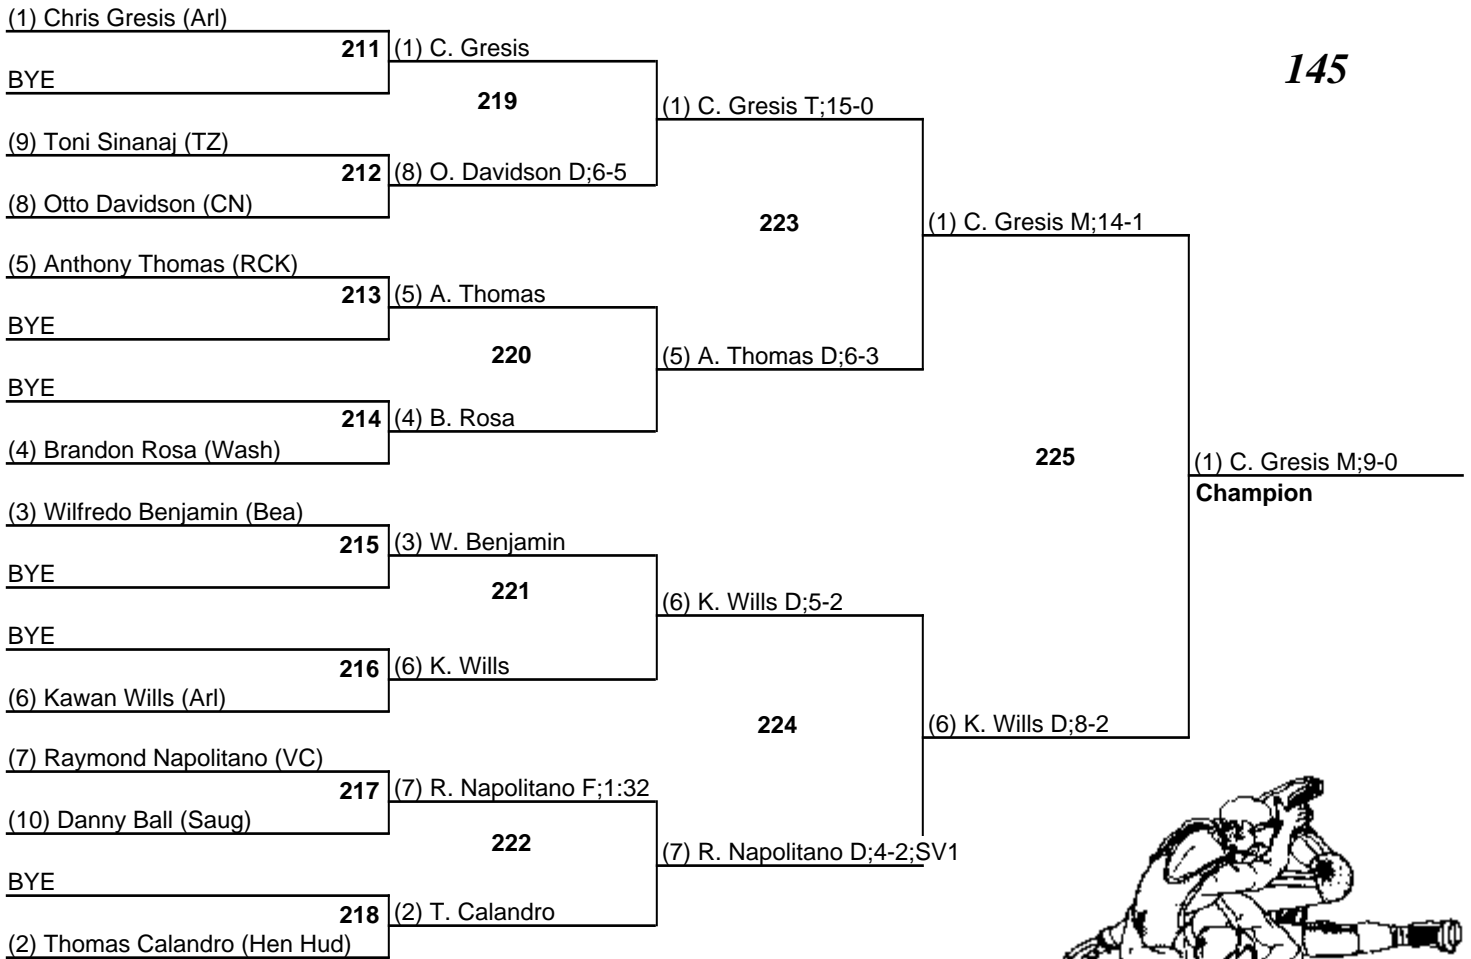 (1) Chris Gresis (Arl)
211 (1) C. Gresis
BYE
145
219
(1) C. Gresis T;15-0
(9) Toni Sinanaj (TZ)
212 (8) O. Davidson D;6-5
(8) Otto Davidson (CN)
223
(1) C. Gresis M;14-1
(5) Anthony Thomas (RCK)
213 (5) A. Thomas
BYE
220
(5) A. Thomas D;6-3
BYE
214 (4) B. Rosa
(4) Brandon Rosa (Wash)
225
(1) C. Gresis M;9-0
Champion
(3) Wilfredo Benjamin (Bea)
215 (3) W. Benjamin
BYE
221
(6) K. Wills D;5-2
BYE
216 (6) K. Wills
(6) Kawan Wills (Arl)
224
(6) K. Wills D;8-2
(7) Raymond Napolitano (VC)
217 (7) R. Napolitano F;1:32
(10) Danny Ball (Saug)
222
(7) R. Napolitano D;4-2;SV1
BYE
218 (2) T. Calandro
(2) Thomas Calandro (Hen Hud)